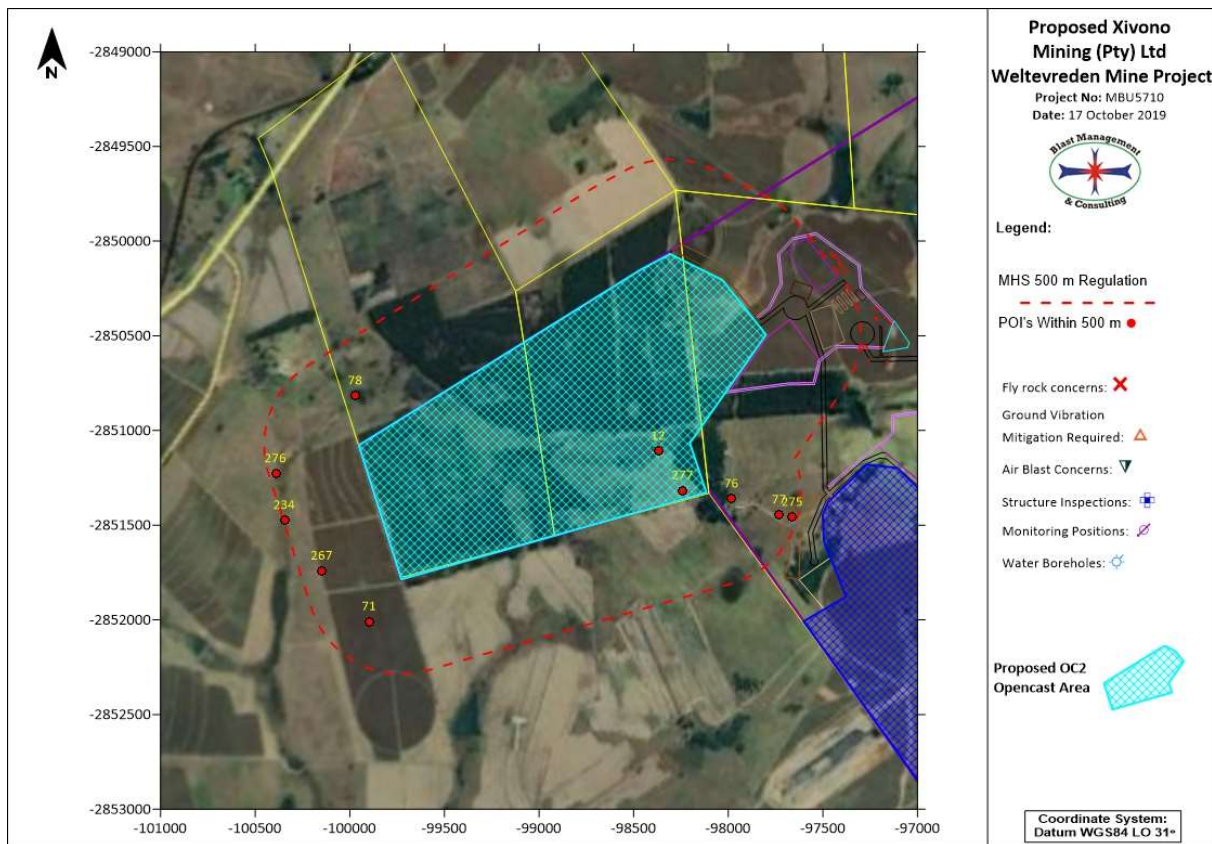 Proposed Xivono
Mining (Pty) Ltd
Weltevreden Mine Project
Project No: MBU5710
Date: 17 October 2019
Blast Management
& Consulting
Legend:
MHS 500 m Regulation
POI's Within 500 m
Fly rock concerns:
Ground Vibration
Mitigation Required:
Air Blast Concerns:
Structure Inspections:
Monitoring Positions:
Water Boreholes:
Proposed OC2
Opencast Area
Coordinate System:
Datum WGS84 LO 31°
N
-2849000
-2849500
-2850000
-2850500
-2851000
-2851500
-2852000
-2852500
-2853000
-101000 -100500 -100000 -99500 -99000 -98500 -98000 -97500 -97000
78
12
276
277
76
234
77 275
267
71